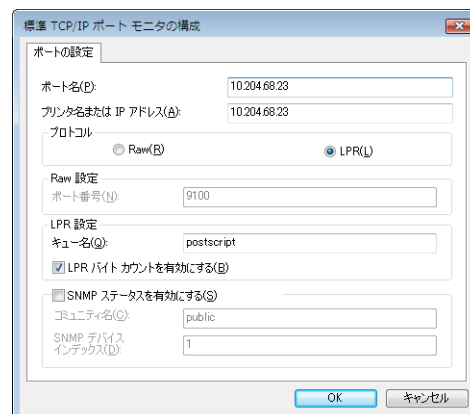 標準 TCP/IP ポート モニタの構成
ポートの設定
ポート名(P): 10.204.68.23
プリンタ名または IP アドレス(A): 10.204.68.23
プロトコル
Raw(R) LPR(L)
Raw 設定
ポート番号(N): 9100
LPR 設定
キュー名(Q): postscript
LPR バイト カウントを有効にする(B)
SNMP ステータスを有効にする(S)
コミュニティ名(C): public
SNMP デバイス
インデックス(D): 1
OK キャンセル